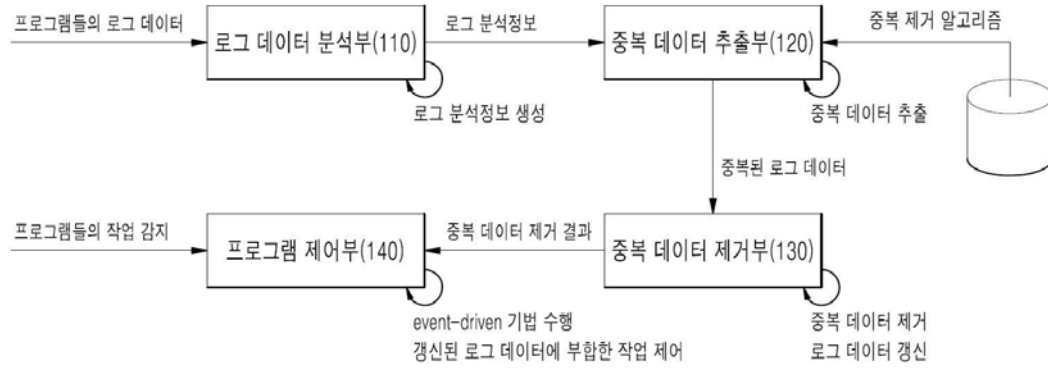 프로그램들의 로그 데이터
로그 데이터 분석부(110)
로그 분석정보
중복 데이터 추출부(120)
중복 제거 알고리즘
로그 분석정보 생성
중복 데이터 추출
중복된 로그 데이터
프로그램들의 작업 감지
프로그램 제어부(140)
중복 데이터 제거 결과
중복 데이터 제거부(130)
event-driven 기법 수행
갱신된 로그 데이터에 부합한 작업 제어
중복 데이터 제거
로그 데이터 갱신